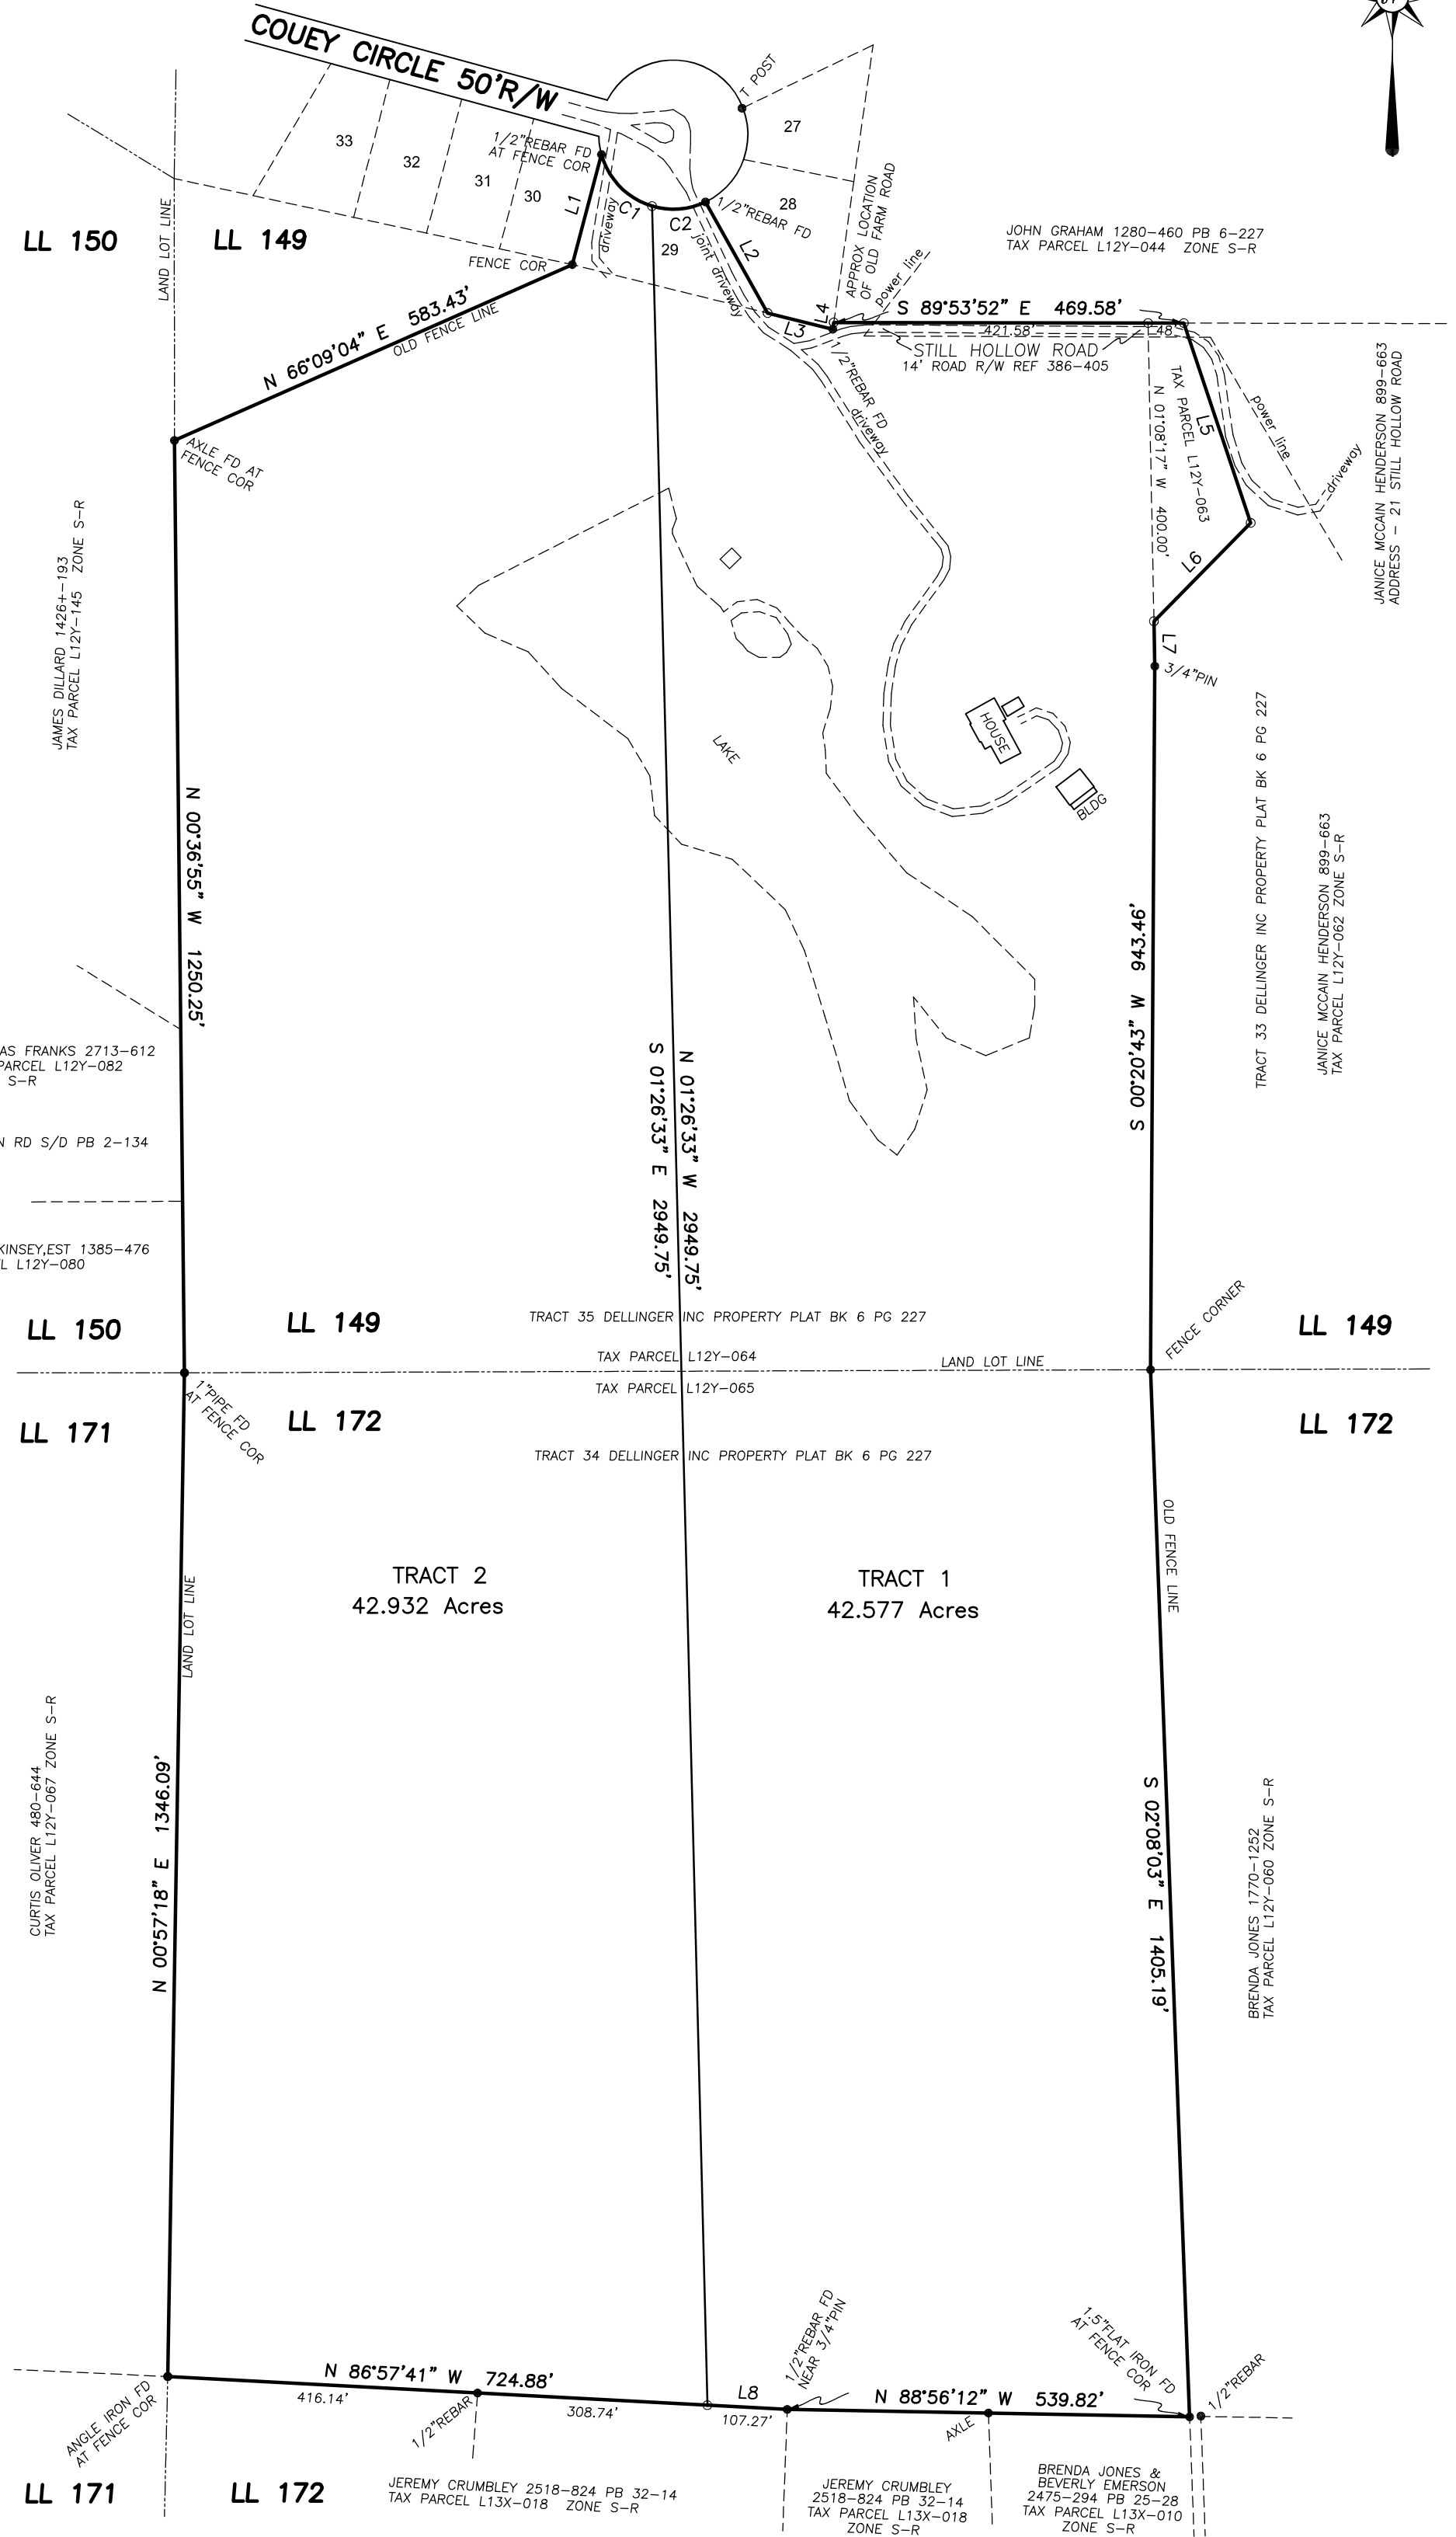 COUEY CIRCLE 50'R/W
T POST
27
33
32
31
30
1/2"REBAR FD
AT FENCE COR
28
1/2"REBAR FD
L1
driveway
C1
C2
29
joint driveway
L2
APPROX LOCATION
OF OLD FARM ROAD
power line
JOHN GRAHAM 1280-460 PB 6-227
TAX PARCEL L12Y-044 ZONE S-R
LL 150
LL 149
LAND LOT LINE
FENCE COR
N 66°09'04" E 583.43'
OLD FENCE LINE
L3
L4
S 89°53'52" E 469.58'
421.58'
48'
STILL HOLLOW ROAD
14' ROAD R/W REF 386-405
1/2"REBAR FD
driveway
TAX PARCEL L12Y-063
N 01°08'17" W 400.00'
L5
power line
driveway
JANICE MCCAIN HENDERSON 899-663
ADDRESS - 21 STILL HOLLOW ROAD
AXLE FD AT
FENCE COR
L6
L7
3/4"PIN
JAMES DILLARD 1426+-193
TAX PARCEL L12Y-145 ZONE S-R
HOUSE
LAKE
BLDG
N 00°36'55" W 1250.25'
S 00°20'43" W 943.46'
TRACT 33 DELLINGER INC PROPERTY PLAT BK 6 PG 227
JANICE MCCAIN HENDERSON 899-663
TAX PARCEL L12Y-062 ZONE S-R
AS FRANKS 2713-612
PARCEL L12Y-082
S-R
N RD S/D PB 2-134
KINSEY,EST 1385-476
L L12Y-080
S 01°26'33" E 2949.75'
N 01°26'33" W 2949.75'
LL 150
LL 149
TRACT 35 DELLINGER INC PROPERTY PLAT BK 6 PG 227
FENCE CORNER
LL 149
TAX PARCEL L12Y-064
LAND LOT LINE
TAX PARCEL L12Y-065
1"PIPE FD
AT FENCE COR
LL 171
LL 172
LL 172
TRACT 34 DELLINGER INC PROPERTY PLAT BK 6 PG 227
OLD FENCE LINE
TRACT 2
42.932 Acres
TRACT 1
42.577 Acres
LAND LOT LINE
CURTIS OLIVER 480-644
TAX PARCEL L12Y-067 ZONE S-R
N 00°57'18" E 1346.09'
S 02°08'03" E 1405.19'
BRENDA JONES 1770-1252
TAX PARCEL L12Y-060 ZONE S-R
1/2"REBAR FD
NEAR 3/4"PIN
1.5"FLAT IRON FD
AT FENCE COR
1/2"REBAR
N 86°57'41" W 724.88'
416.14'
308.74'
L8
107.27'
N 88°56'12" W 539.82'
ANGLE IRON FD
AT FENCE COR
1/2"REBAR
AXLE
LL 171
LL 172
JEREMY CRUMBLEY 2518-824 PB 32-14
TAX PARCEL L13X-018 ZONE S-R
JEREMY CRUMBLEY
2518-824 PB 32-14
TAX PARCEL L13X-018
ZONE S-R
BRENDA JONES &
BEVERLY EMERSON
2475-294 PB 25-28
TAX PARCEL L13X-010
ZONE S-R